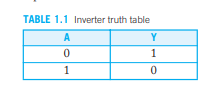 TABLE 1.1 Inverter truth table
A Y
0 1
1 0